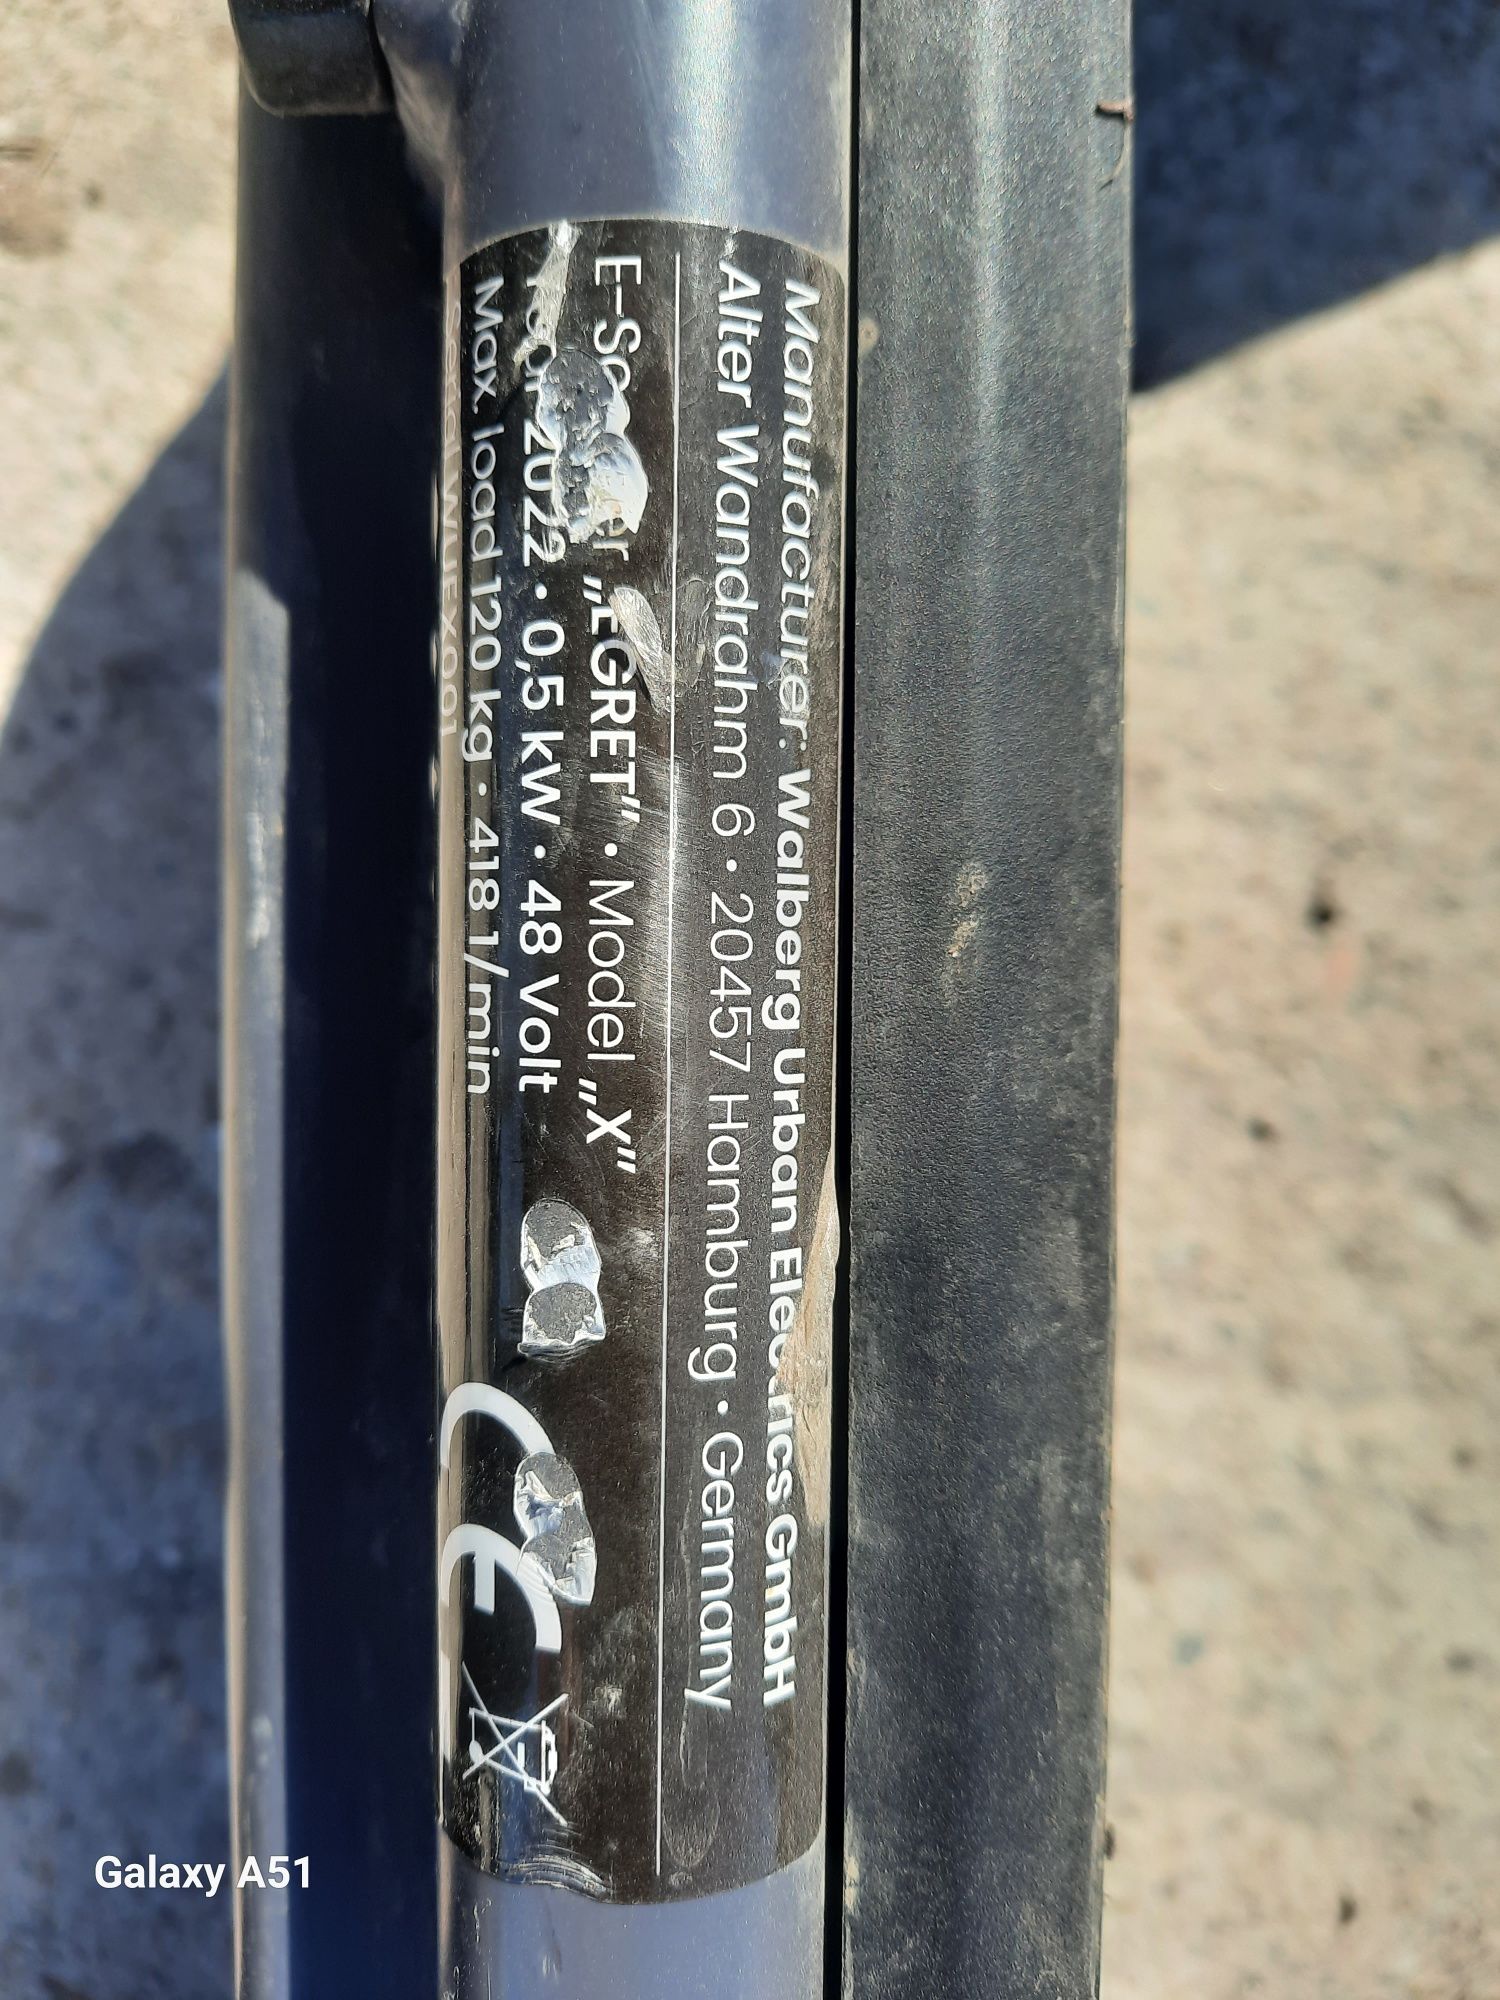 Manufacturer: Walberg Urban Electrics GmbH
Alter Wandrahm 6 • 20457 Hamburg • Germany
„EGRET“ • Model „X“
2022 • 0,5 kW • 48 Volt
Max. load 120 kg • 418 1/min
CE
Galaxy A51